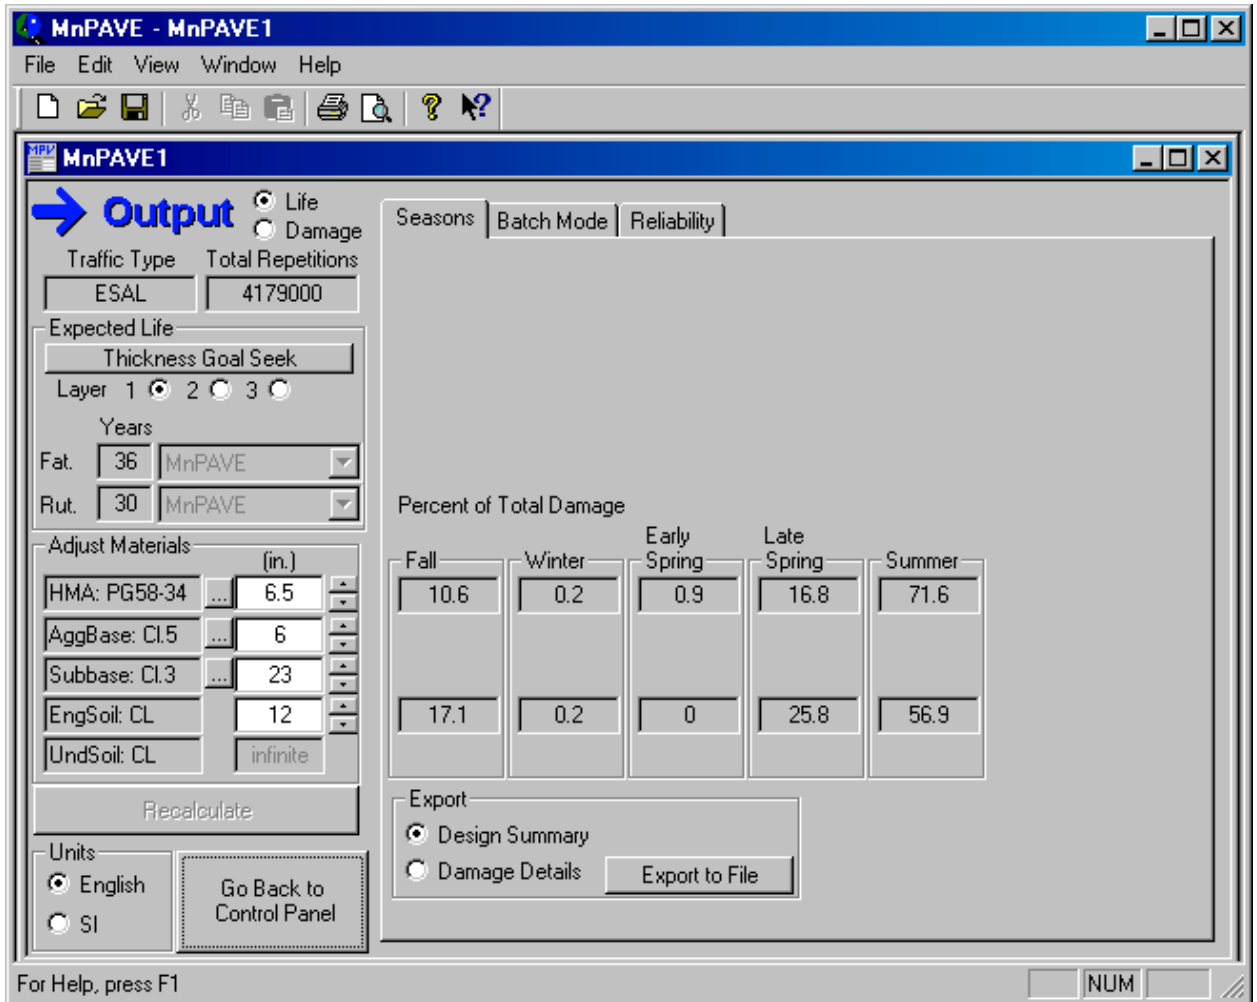 MnPAVE - MnPAVE1
File Edit View Window Help
MPV MnPAVE1
Output
Life
Damage
Traffic Type Total Repetitions
ESAL 4179000
Expected Life
Thickness Goal Seek
Layer 1 2 3
Years
Fat. 36 MnPAVE
Rut. 30 MnPAVE
Adjust Materials
(in.)
HMA: PG58-34 ... 6.5
AggBase: Cl.5 ... 6
Subbase: Cl.3 ... 23
EngSoil: CL 12
UndSoil: CL infinite
Recalculate
Units
English
SI
Go Back to
Control Panel
Seasons Batch Mode Reliability
Percent of Total Damage
Fall Winter Early Spring Late Spring Summer
10.6 0.2 0.9 16.8 71.6
17.1 0.2 0 25.8 56.9
Export
Design Summary
Damage Details Export to File
For Help, press F1 NUM